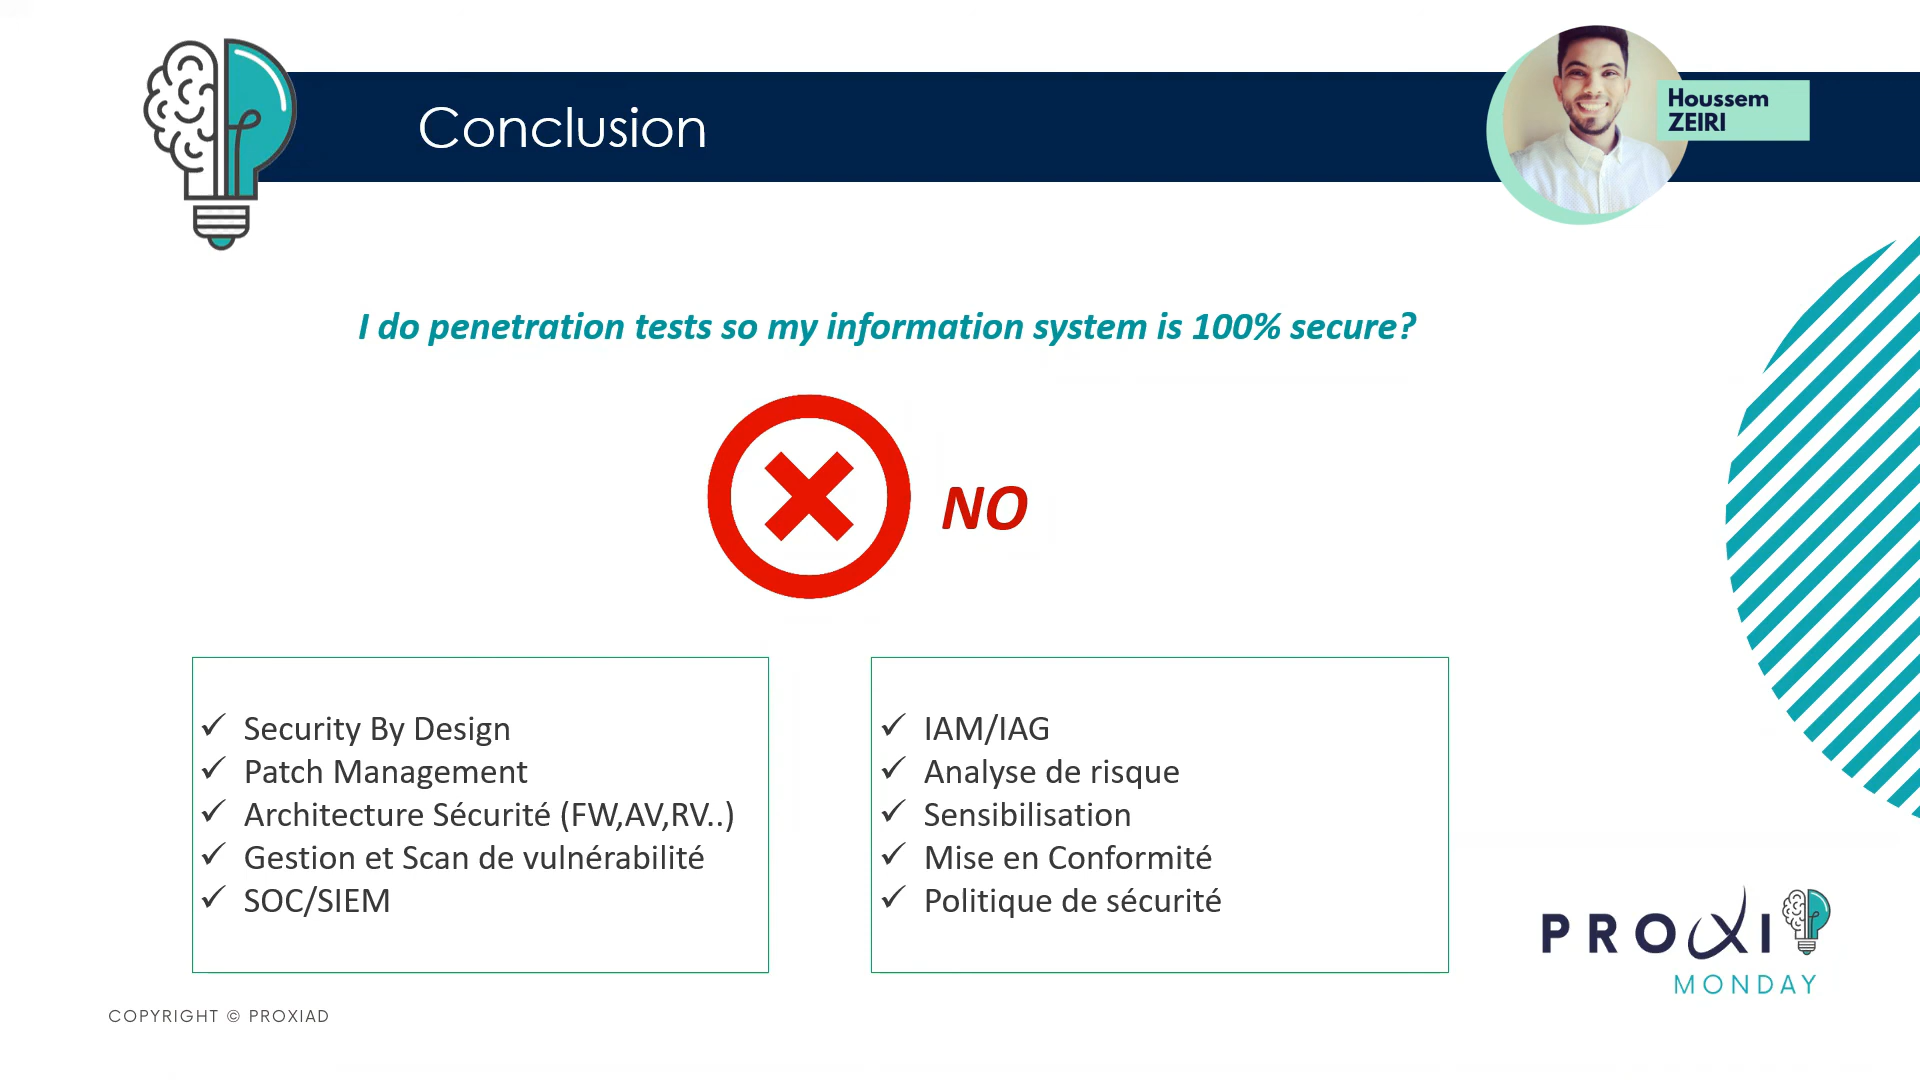 Conclusion
Houssem
ZEIRI
I do penetration tests so my information system is 100% secure?
NO
✓ Security By Design
✓ Patch Management
✓ Architecture Sécurité (FW,AV,RV..)
✓ Gestion et Scan de vulnérabilité
✓ SOC/SIEM
✓ IAM/IAG
✓ Analyse de risque
✓ Sensibilisation
✓ Mise en Conformité
✓ Politique de sécurité
PROXI
MONDAY
COPYRIGHT © PROXIAD